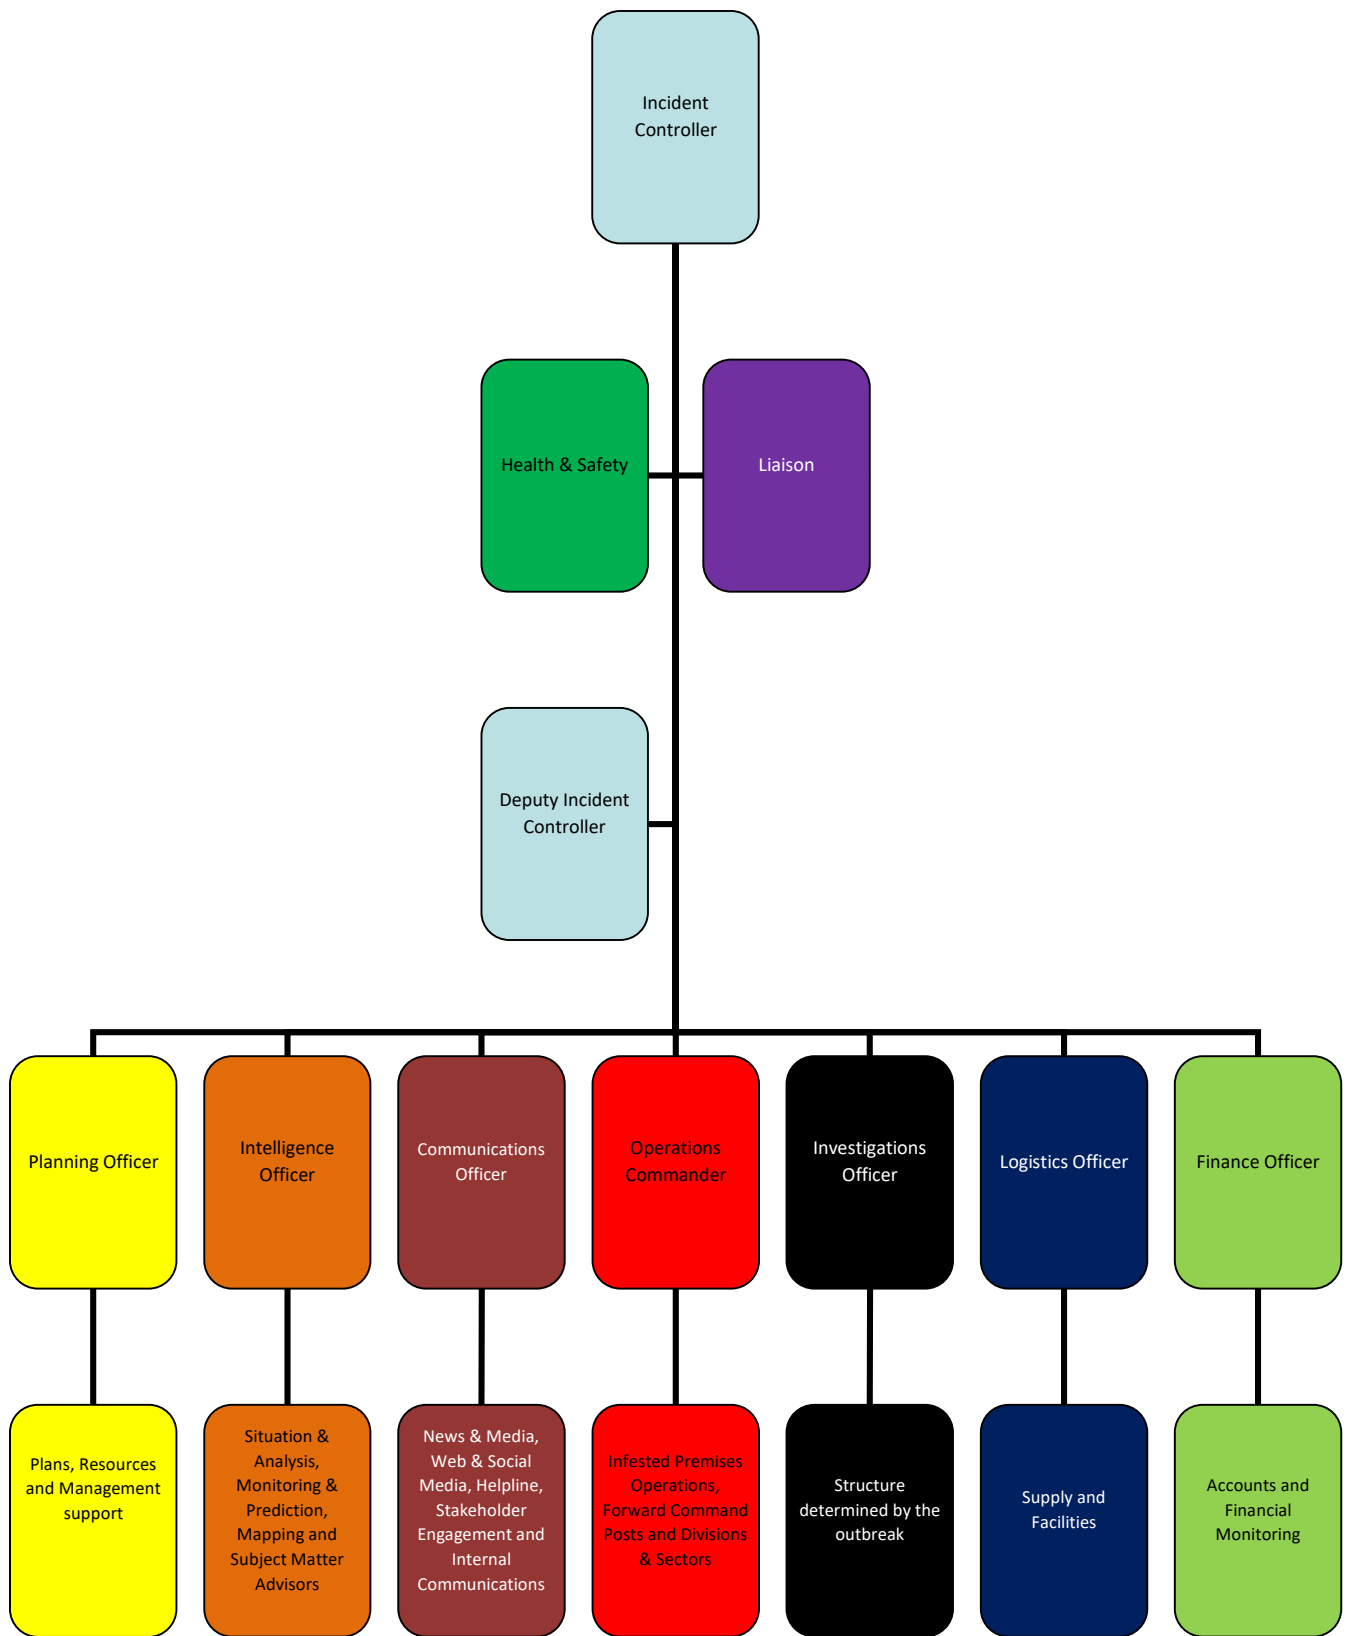 Incident
Controller
Health & Safety
Liaison
Deputy Incident
Controller
Planning Officer
Intelligence
Officer
Communications
Officer
Operations
Commander
Investigations
Officer
Logistics Officer
Finance Officer
Plans, Resources
and Management
support
Situation &
Analysis,
Monitoring &
Prediction,
Mapping and
Subject Matter
Advisors
News & Media,
Web & Social
Media, Helpline,
Stakeholder
Engagement and
Internal
Communications
Infested Premises
Operations,
Forward Command
Posts and Divisions
& Sectors
Structure
determined by the
outbreak
Supply and
Facilities
Accounts and
Financial
Monitoring